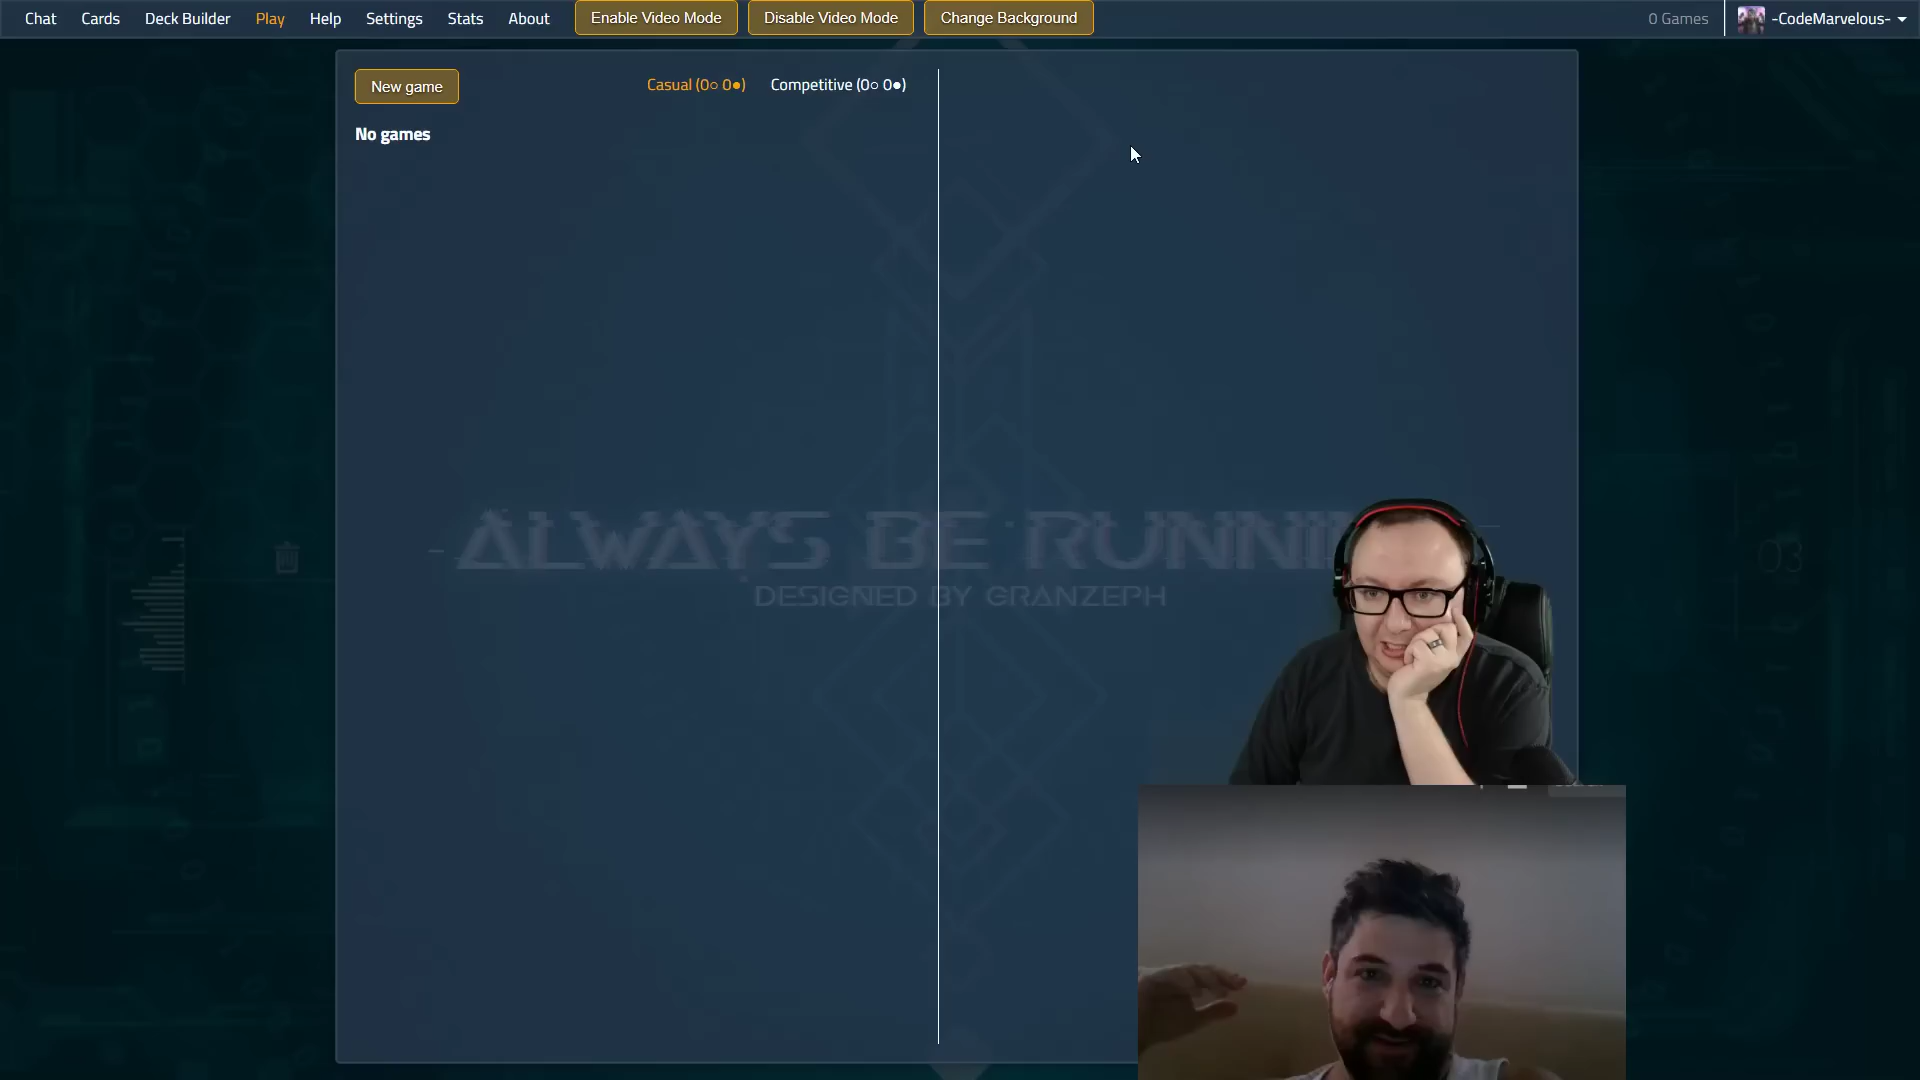 Chat Cards Deck Builder Play Help Settings Stats About Enable Video Mode Disable Video Mode Change Background 0 Games -CodeMarvelous-
New game Casual (0○ 0●) Competitive (0○ 0●)
No games
ALWAYS BE RUNNI
DESIGNED BY GRANZEPH
03